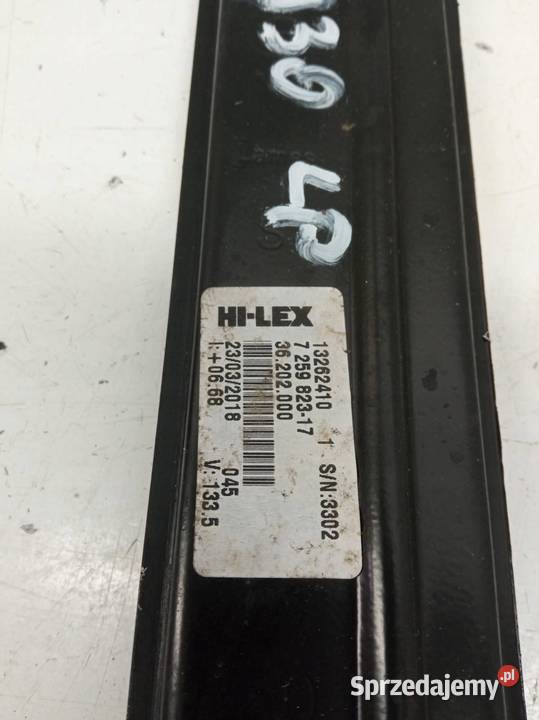 G30
LP
HI-LEX
13262410 1 S/N:3302
7 259 823-17
36.202.000
23/03/2018 045
I:+06.68 V: 133.5
Sprzedajemy.pl